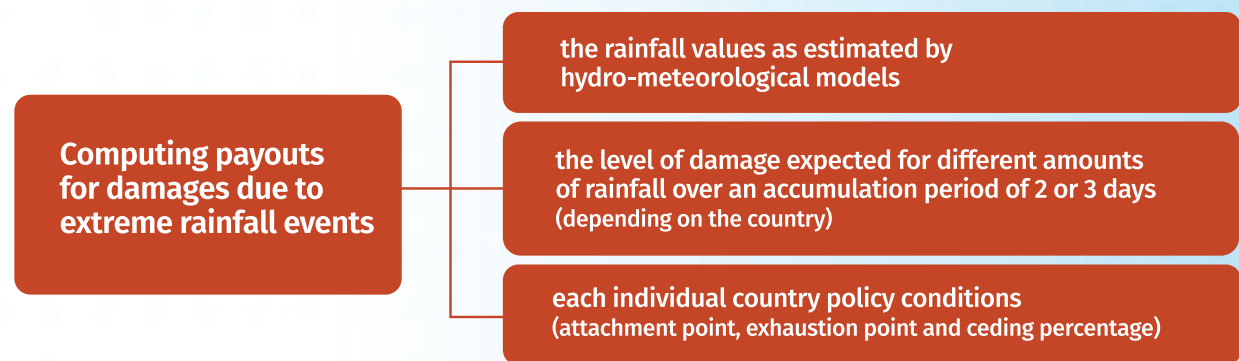 Computing payouts
for damages due to
extreme rainfall events
the rainfall values as estimated by
hydro-meteorological models
the level of damage expected for different amounts
of rainfall over an accumulation period of 2 or 3 days
(depending on the country)
each individual country policy conditions
(attachment point, exhaustion point and ceding percentage)